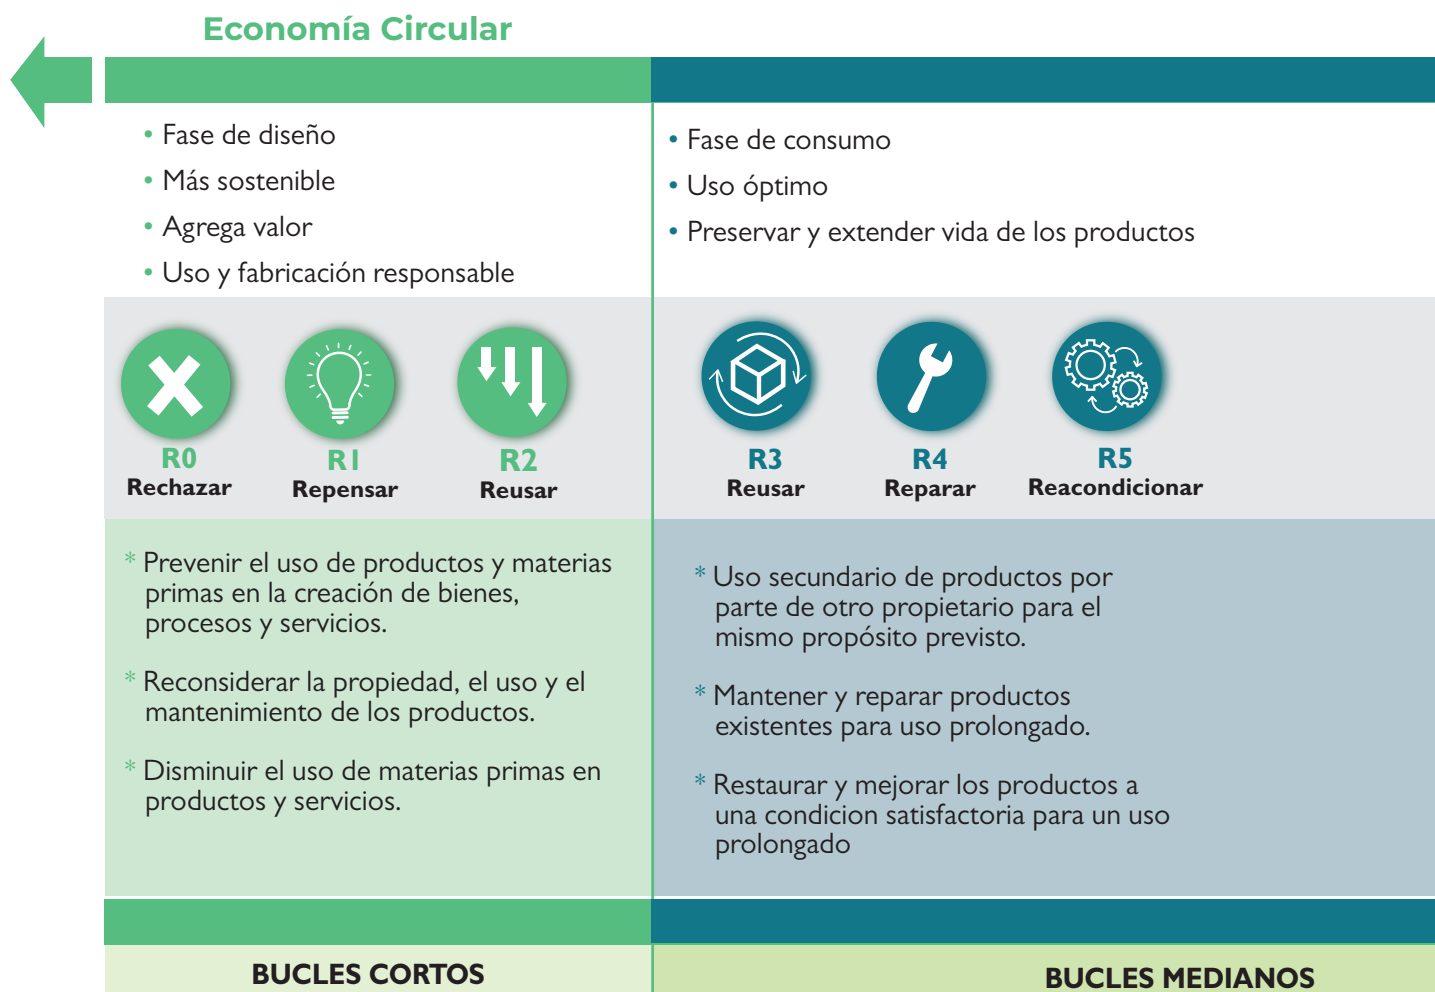 Economía Circular
• Fase de diseño
• Más sostenible
• Agrega valor
• Uso y fabricación responsable
• Fase de consumo
• Uso óptimo
• Preservar y extender vida de los productos
R0
Rechazar
R1
Repensar
R2
Reusar
R3
Reusar
R4
Reparar
R5
Reacondicionar
* Prevenir el uso de productos y materias
primas en la creación de bienes,
procesos y servicios.
* Reconsiderar la propiedad, el uso y el
mantenimiento de los productos.
* Disminuir el uso de materias primas en
productos y servicios.
* Uso secundario de productos por
parte de otro propietario para el
mismo propósito previsto.
* Mantener y reparar productos
existentes para uso prolongado.
* Restaurar y mejorar los productos a
una condicion satisfactoria para un uso
prolongado
BUCLES CORTOS
BUCLES MEDIANOS